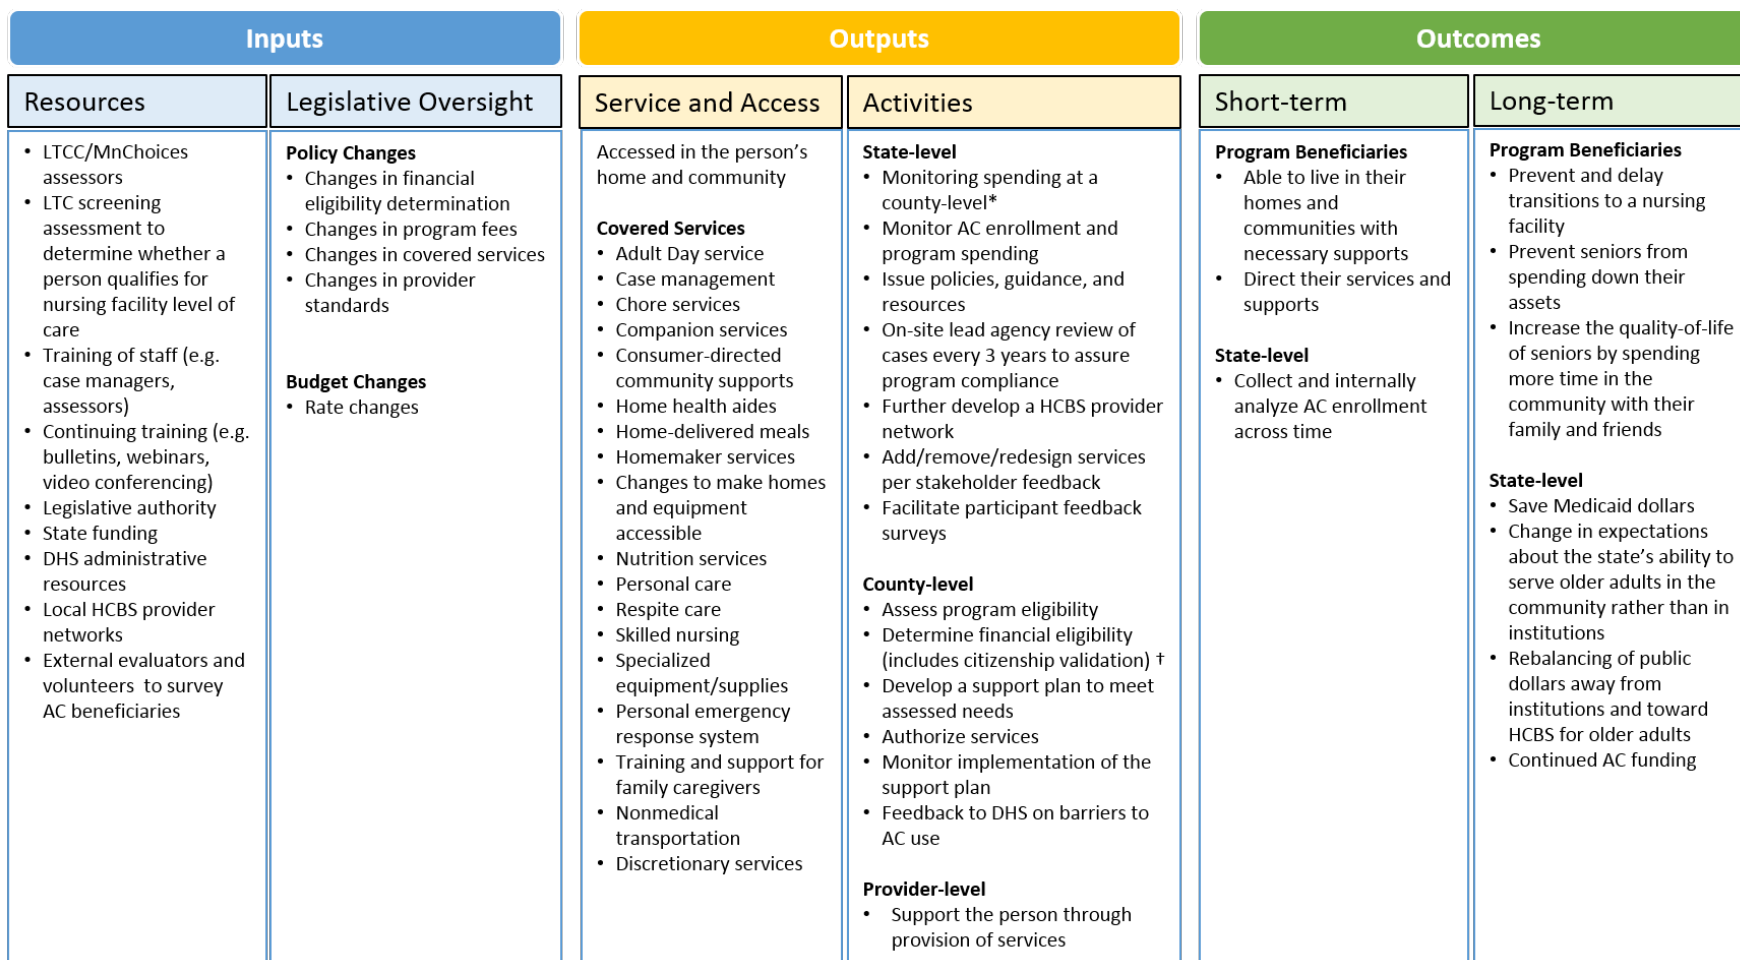 Inputs
Outputs
Outcomes
Resources
Legislative Oversight
Service and Access
Activities
Short-term
Long-term
• LTCC/MnChoices
assessors
• LTC screening
assessment to
determine whether a
person qualifies for
nursing facility level of
care
• Training of staff (e.g.
case managers,
assessors)
• Continuing training (e.g.
bulletins, webinars,
video conferencing)
• Legislative authority
• State funding
• DHS administrative
resources
• Local HCBS provider
networks
• External evaluators and
volunteers to survey
AC beneficiaries
Policy Changes
• Changes in financial
eligibility determination
• Changes in program fees
• Changes in covered services
• Changes in provider
standards
Budget Changes
• Rate changes
Accessed in the person's
home and community
Covered Services
• Adult Day service
• Case management
• Chore services
• Companion services
• Consumer-directed
community supports
• Home health aides
• Home-delivered meals
• Homemaker services
• Changes to make homes
and equipment
accessible
• Nutrition services
• Personal care
• Respite care
• Skilled nursing
• Specialized
equipment/supplies
• Personal emergency
response system
• Training and support for
family caregivers
• Nonmedical
transportation
• Discretionary services
State-level
• Monitoring spending at a
county-level*
• Monitor AC enrollment and
program spending
• Issue policies, guidance, and
resources
• On-site lead agency review of
cases every 3 years to assure
program compliance
• Further develop a HCBS provider
network
• Add/remove/redesign services
per stakeholder feedback
• Facilitate participant feedback
surveys
County-level
• Assess program eligibility
• Determine financial eligibility
(includes citizenship validation) †
• Develop a support plan to meet
assessed needs
• Authorize services
• Monitor implementation of the
support plan
• Feedback to DHS on barriers to
AC use
Provider-level
• Support the person through
provision of services
Program Beneficiaries
• Able to live in their
homes and
communities with
necessary supports
• Direct their services and
supports
State-level
• Collect and internally
analyze AC enrollment
across time
Program Beneficiaries
• Prevent and delay
transitions to a nursing
facility
• Prevent seniors from
spending down their
assets
• Increase the quality-of-life
of seniors by spending
more time in the
community with their
family and friends
State-level
• Save Medicaid dollars
• Change in expectations
about the state's ability to
serve older adults in the
community rather than in
institutions
• Rebalancing of public
dollars away from
institutions and toward
HCBS for older adults
• Continued AC funding